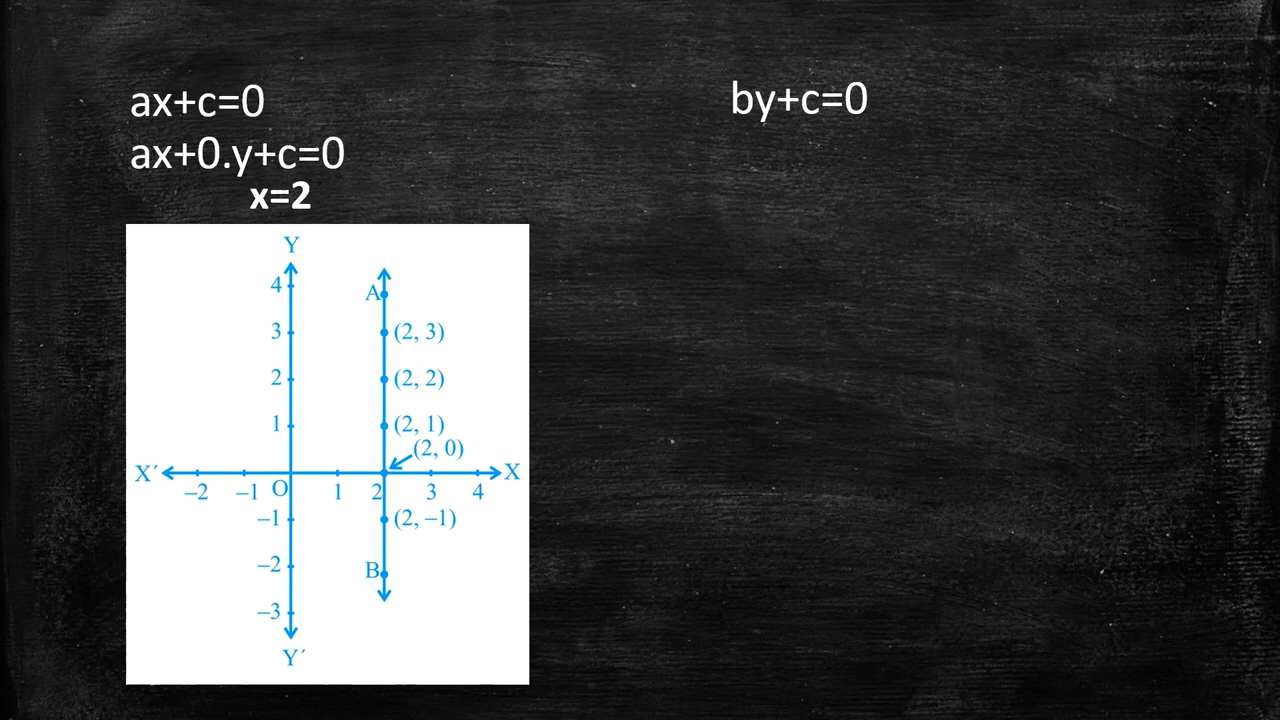 ax+c=0
by+c=0
ax+0.y+c=0
x=2
Y
4
A
3
(2, 3)
2
(2, 2)
1
(2, 1)
(2, 0)
X´
X
–2 –1 O 1 2 3 4
–1
(2, –1)
–2
B
–3
Y´